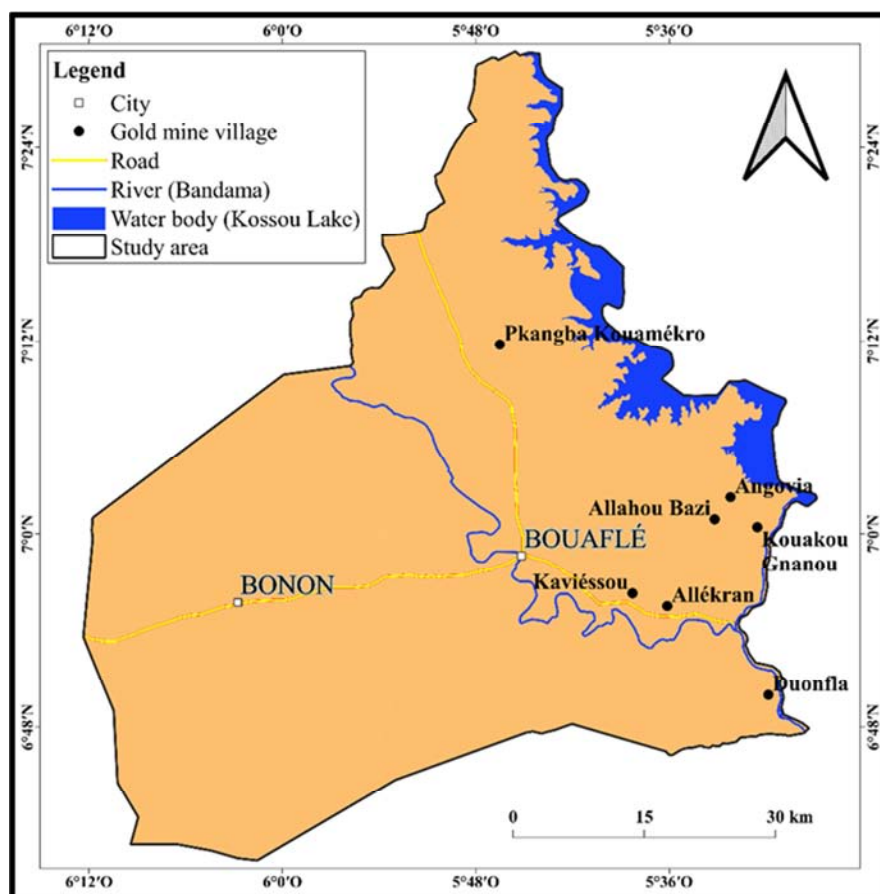 6°12'O 6°0'O 5°48'O 5°36'O
Legend
City
Gold mine village
Road
River (Bandama)
Water body (Kossou Lake)
Study area
7°24'N 7°24'N
Pkangba Kouamékro
7°12'N 7°12'N
Angovia
Allahou Bazi
7°0'N 7°0'N
Kouakou
Gnanou
BOUAFLÉ
Kaviéssou
Allékran
BONON
Duonfla
6°48'N 6°48'N
0 15 30 km
6°12'O 6°0'O 5°48'O 5°36'O